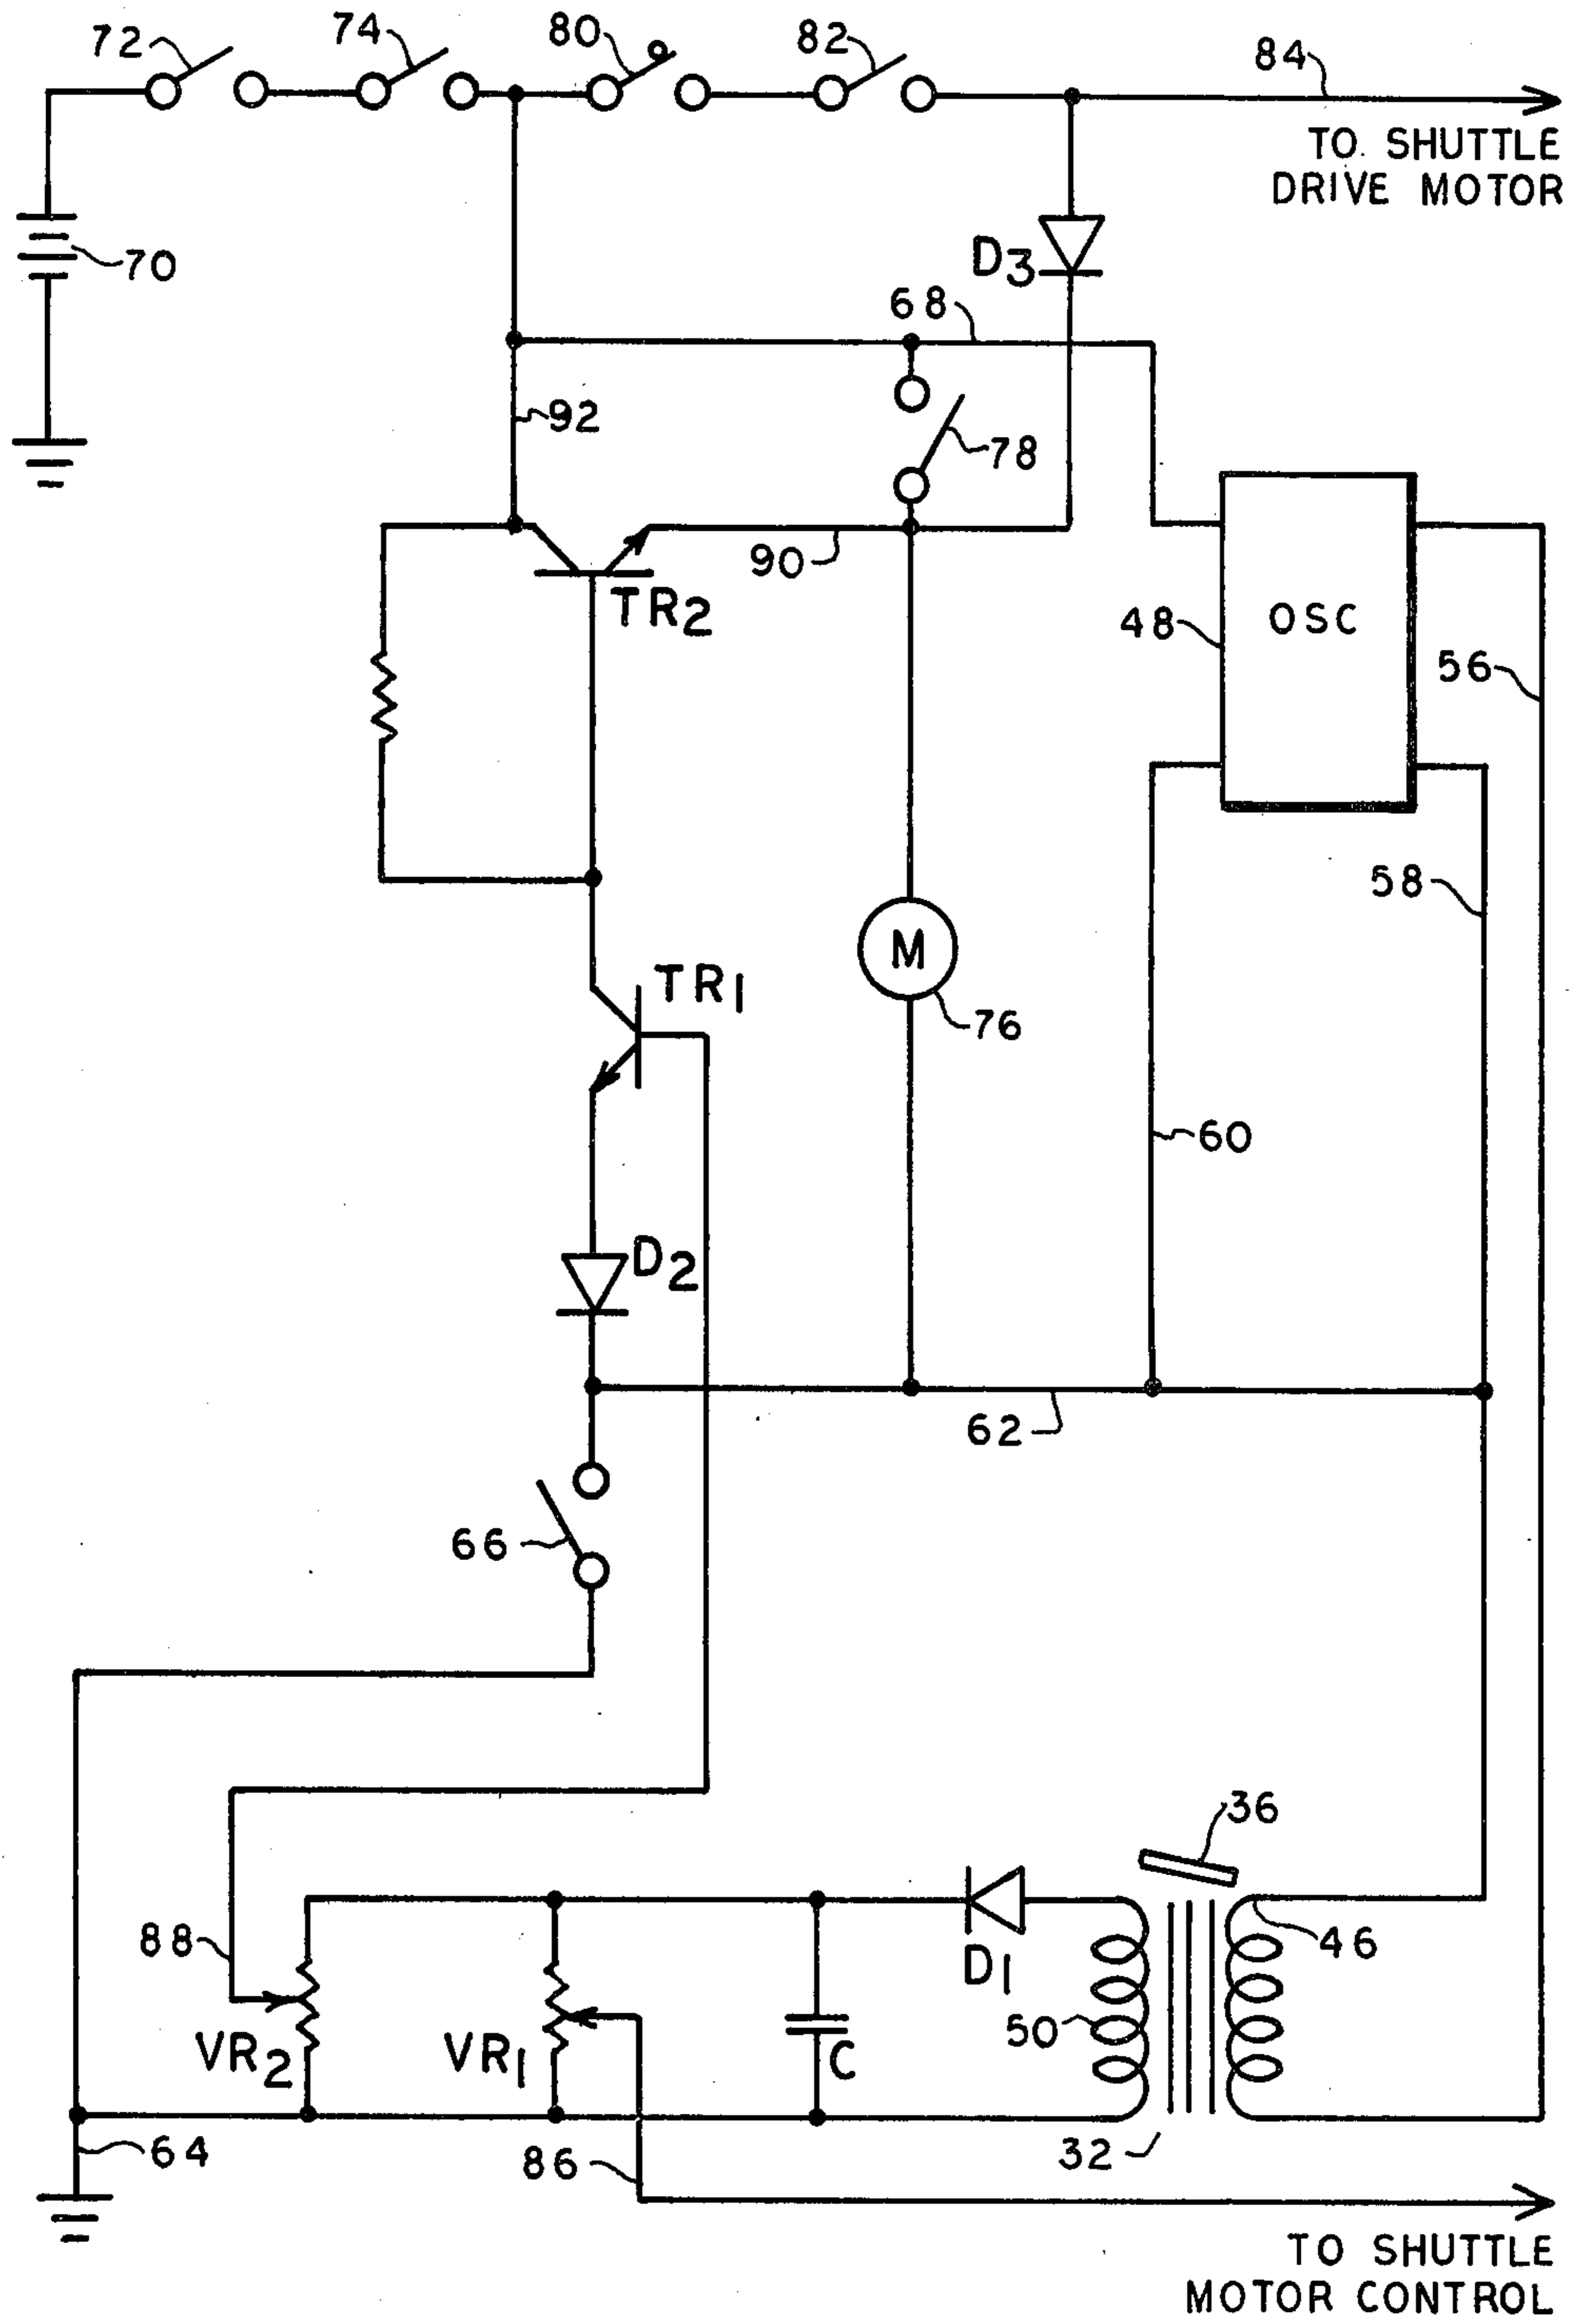 72
74
80
82
84
TO SHUTTLE
DRIVE MOTOR
70
D3
68
92
78
90
TR2
48
OSC
56
58
M
TR1
76
60
D2
62
66
36
88
D1
46
50
VR2
VR1
C
64
86
32
TO SHUTTLE
MOTOR CONTROL